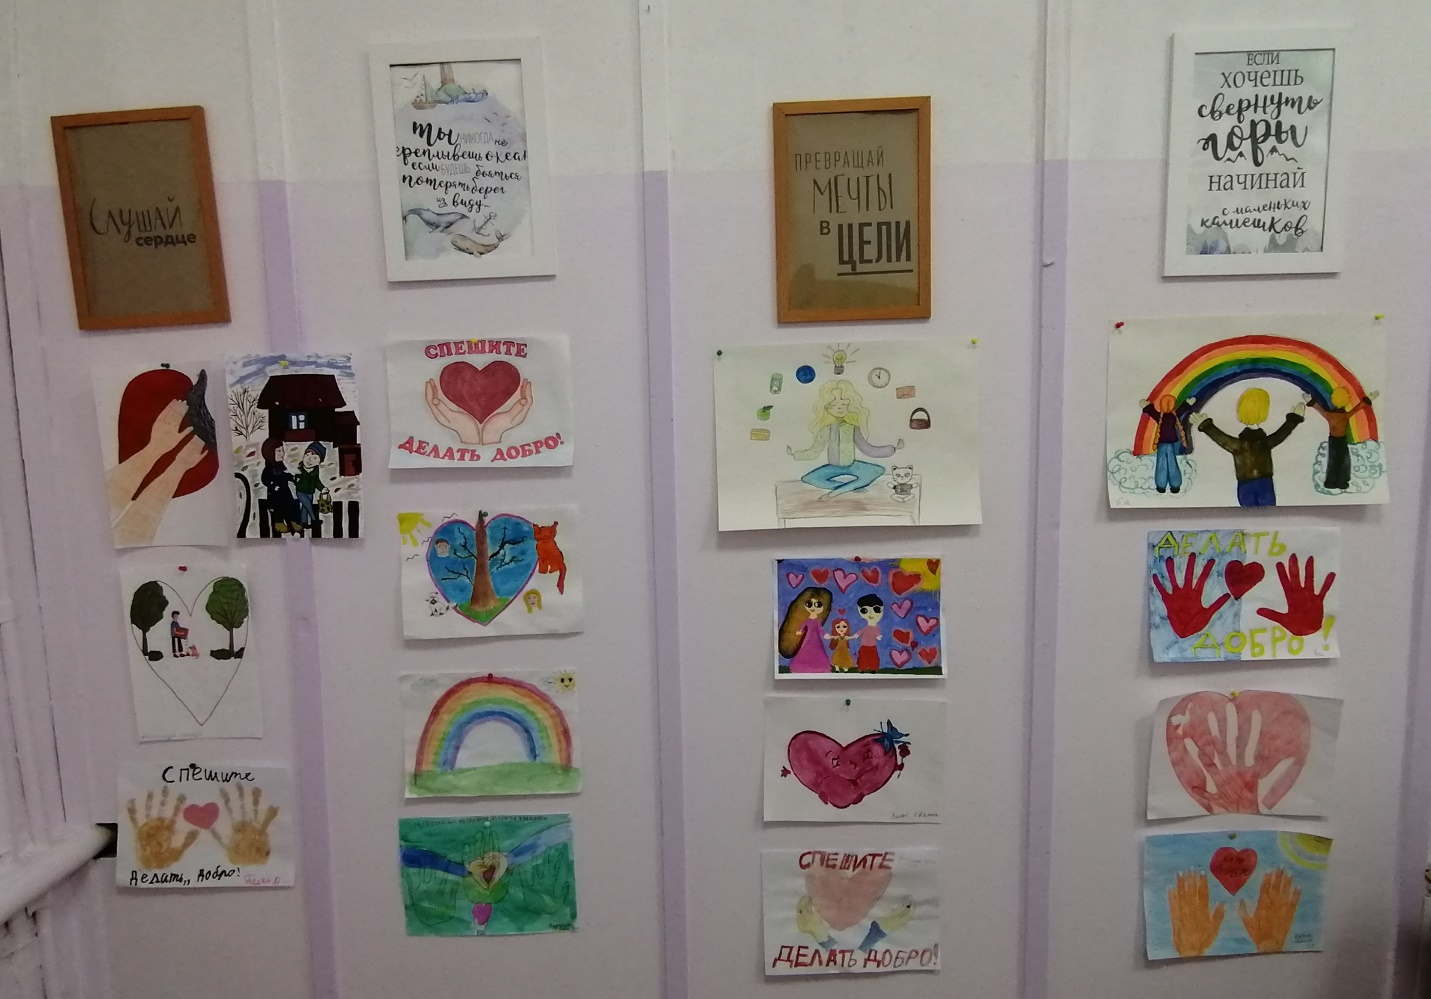 Слушай
сердце
ты никогда не
переплывешь океан
если будешь бояться
потерять берег
из виду...
ПРЕВРАЩАЙ
МЕЧТЫ
В
ЦЕЛИ
ЕСЛИ
ХОЧЕШЬ
свернуть
горы
НАЧИНАЙ
с маленьких
камешков
СПЕШИТЕ
ДЕЛАТЬ ДОБРО!
ДЕЛАТЬ
ДОБРО!
Спешите
Делать,, добро!
СПЕШИТЕ
ДЕЛАТЬ ДОБРО!